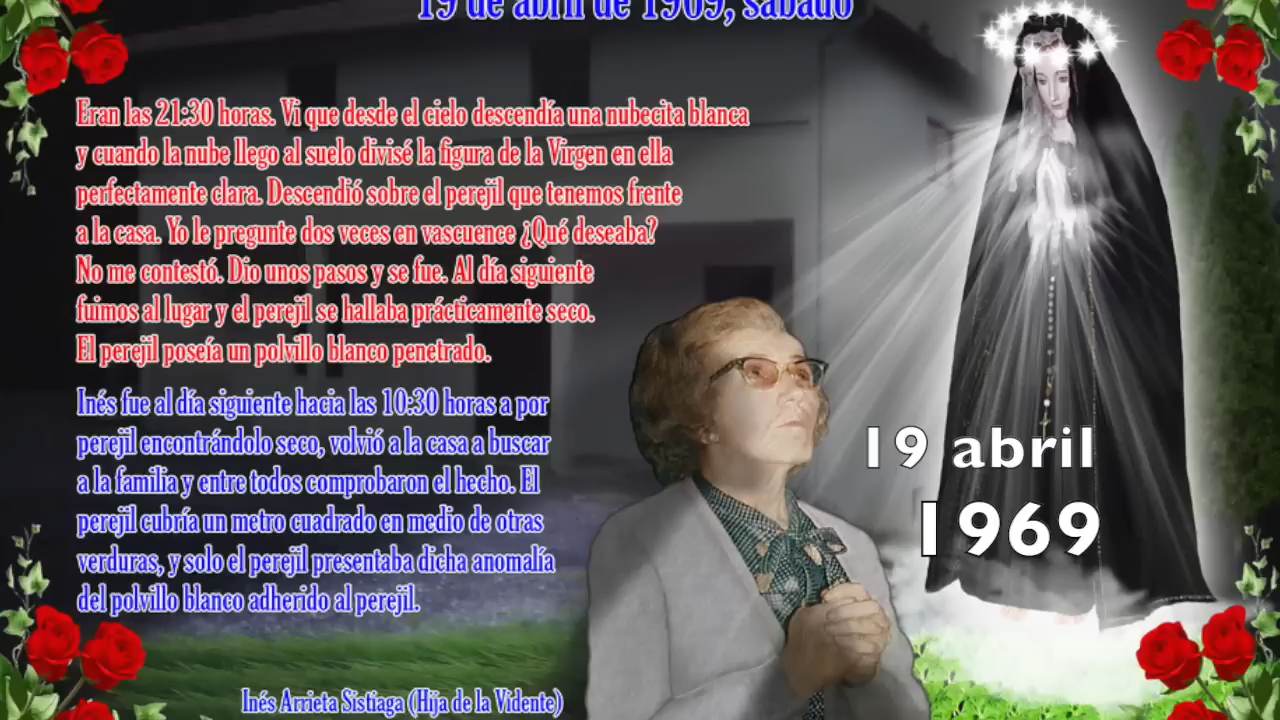 19 de abril de 1969, sábado
Eran las 21:30 horas. Vi que desde el cielo descendía una nubecita blanca
y cuando la nube llego al suelo divisé la figura de la Virgen en ella
perfectamente clara. Descendió sobre el perejil que tenemos frente
a la casa. Yo le pregunte dos veces en vascuence ¿Qué deseaba?
No me contestó. Dio unos pasos y se fue. Al día siguiente
fuimos al lugar y el perejil se hallaba prácticamente seco.
El perejil poseía un polvillo blanco penetrado.
Inés fue al día siguiente hacia las 10:30 horas a por
perejil encontrándolo seco, volvió a la casa a buscar
a la familia y entre todos comprobaron el hecho. El
perejil cubría un metro cuadrado en medio de otras
verduras, y solo el perejil presentaba dicha anomalía
del polvillo blanco adherido al perejil.
19 abril
1969
Inés Arrieta Sistiaga (Hija de la Vidente)